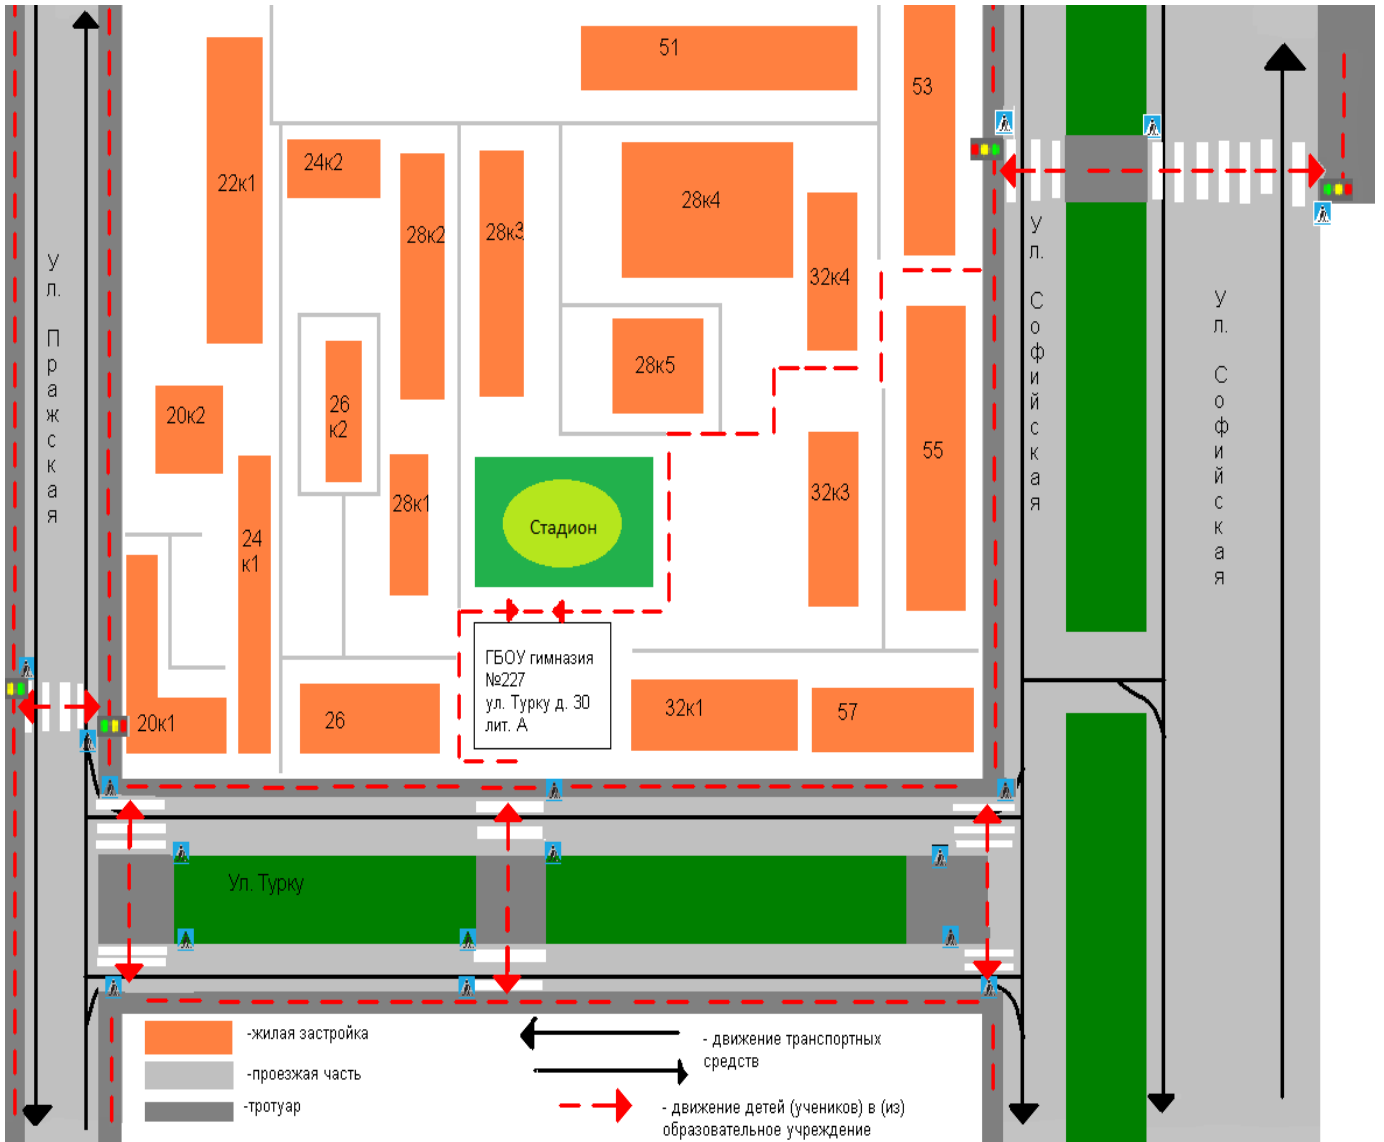 51
53
24к2
22к1
28к4
28к2
28к3
32к4
Ул. Пражская
Ул. Софийская
Ул. Софийская
28к5
20к2
26
к2
55
28к1
32к3
Стадион
24
к1
ГБОУ гимназия
№227
ул. Турку д. 30
лит. А
20к1
26
32к1
57
Ул. Турку
-жилая застройка
-проезжая часть
-тротуар
- движение транспортных
средств
- движение детей (учеников) в (из)
образовательное учреждение